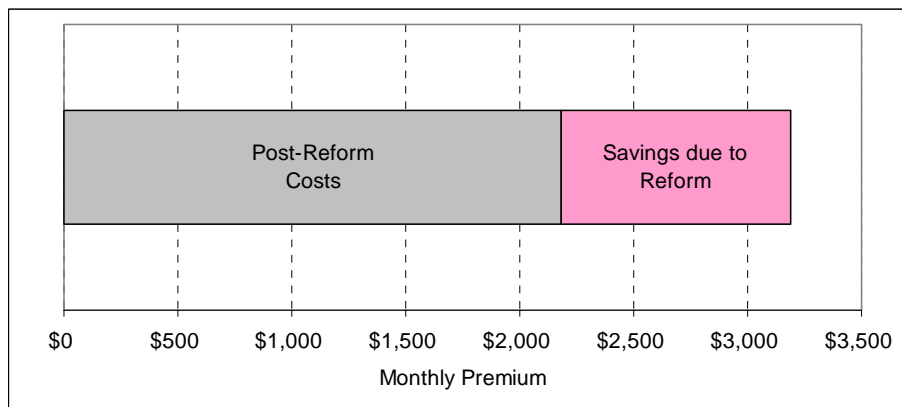 Post-Reform
Costs
Savings due to
Reform
$0
$500
$1,000
$1,500
$2,000
$2,500
$3,000
$3,500
Monthly Premium